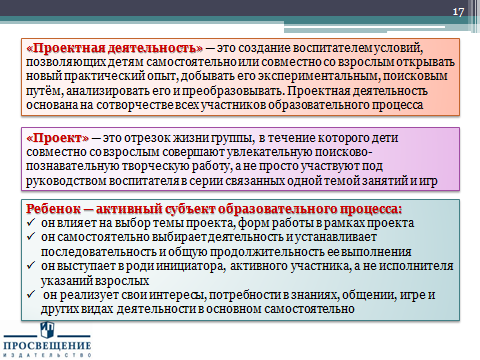 17
«Проектная деятельность» — это создание воспитателем условий,
позволяющих детям самостоятельно или совместно со взрослым открывать
новый практический опыт, добывать его экспериментальным, поисковым
путём, анализировать его и преобразовывать. Проектная деятельность
основана на сотворчестве всех участников образовательного процесса
«Проект» — это отрезок жизни группы, в течение которого дети
совместно со взрослым совершают увлекательную поисково-
познавательную творческую работу, а не просто участвуют под
руководством воспитателя в серии связанных одной темой занятий и игр
Ребенок — активный субъект образовательного процесса:
✓ он влияет на выбор темы проекта, форм работы в рамках проекта
✓ он самостоятельно выбирает деятельность и устанавливает
последовательность и общую продолжительность ее выполнения
✓ он выступает в роди инициатора, активного участника, а не исполнителя
указаний взрослых
✓ он реализует свои интересы, потребности в знаниях, общении, игре и
других видах деятельности в основном самостоятельно
ПРОСВЕЩЕНИЕ
ИЗДАТЕЛЬСТВО